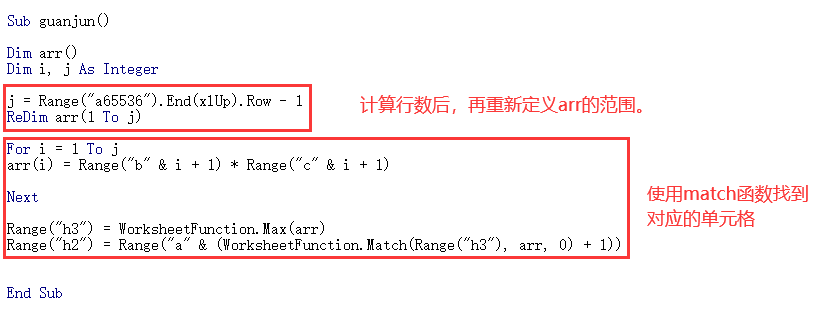 Sub guanjun()
Dim arr()
Dim i, j As Integer
j = Range("a65536").End(xlUp).Row - 1
ReDim arr(1 To j)
计算行数后，再重新定义arr的范围。
For i = 1 To j
arr(i) = Range("b" & i + 1) * Range("c" & i + 1)
Next
Range("h3") = WorksheetFunction.Max(arr)
Range("h2") = Range("a" & (WorksheetFunction.Match(Range("h3"), arr, 0) + 1))
使用match函数找到
对应的单元格
End Sub